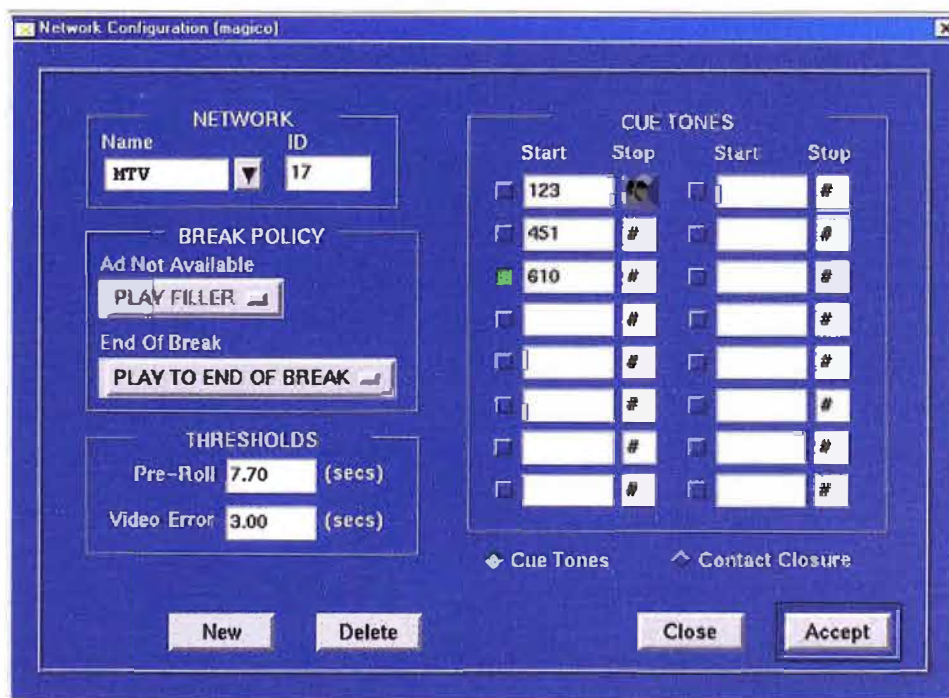 Network Configuration (magico)
NETWORK
Name ID
MTV 17
BREAK POLICY
Ad Not Available
PLAY FILLER
End Of Break
PLAY TO END OF BREAK
THRESHOLDS
Pre-Roll 7.70 (secs)
Video Error 3.00 (secs)
CUE TONES
Start Stop Start Stop
123 #
451 # #
610 # #
# #
# #
# #
# #
# #
Cue Tones Contact Closure
New Delete Close Accept